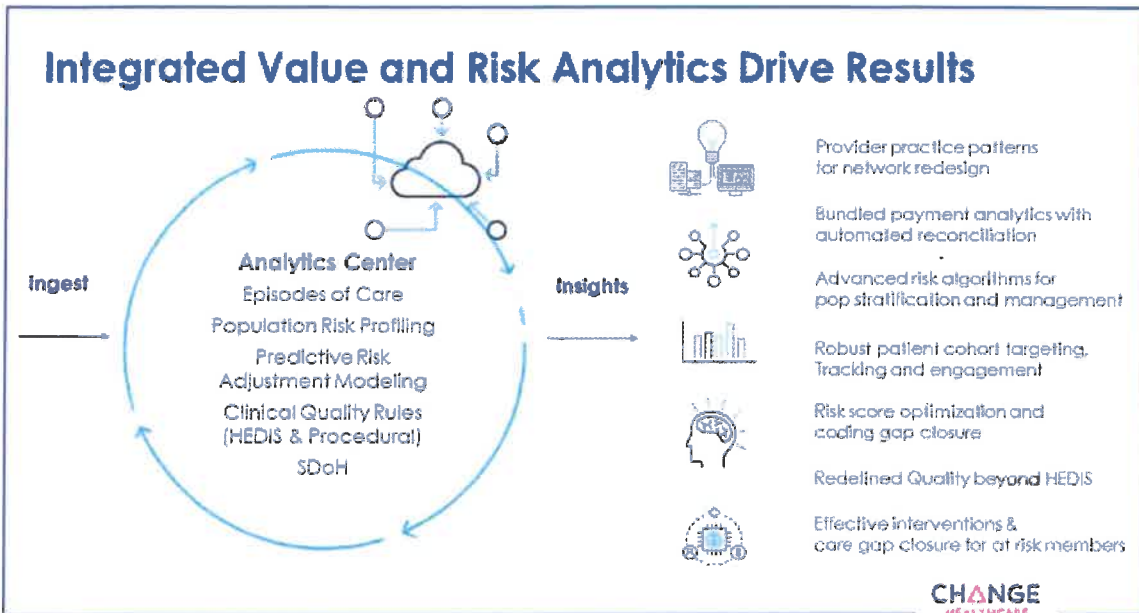 Integrated Value and Risk Analytics Drive Results
Ingest
Analytics Center
Episodes of Care
Population Risk Profiling
Predictive Risk
Adjustment Modeling
Clinical Quality Rules
(HEDIS & Procedural)
SDoH
Insights
Provider practice patterns
for network redesign
Bundled payment analytics with
automated reconciliation
Advanced risk algorithms for
pop stratification and management
Robust patient cohort targeting,
Tracking and engagement
Risk score optimization and
coding gap closure
Redefined Quality beyond HEDIS
Effective interventions &
care gap closure for at risk members
CHANGE
HEALTHCARE